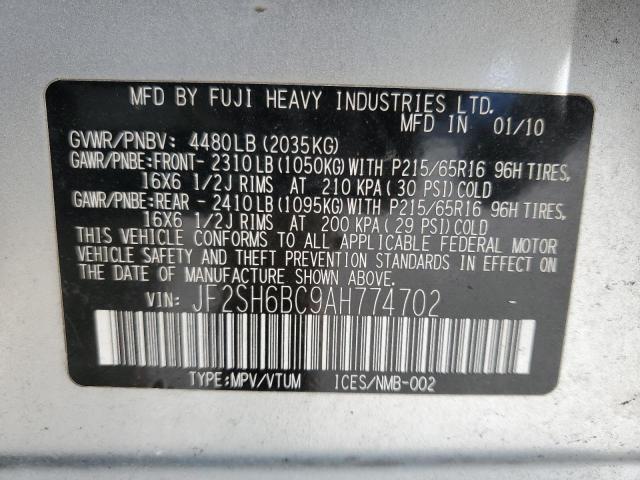 MFD BY FUJI HEAVY INDUSTRIES LTD.
MFD IN 01/10
GVWR/PNBV: 4480LB(2035KG)
GAWR/PNBE:FRONT- 2310LB(1050KG)WITH P215/65R16 96H TIRES,
16X6 1/2J RIMS AT 210 KPA(30 PSI)COLD
GAWR/PNBE:REAR - 2410LB(1095KG)WITH P215/65R16 96H TIRES,
16X6 1/2J RIMS AT 200 KPA(29 PSI)COLD
THIS VEHICLE CONFORMS TO ALL APPLICABLE FEDERAL MOTOR
VEHICLE SAFETY AND THEFT PREVENTION STANDARDS IN EFFECT ON
THE DATE OF MANUFACTURE SHOWN ABOVE.
VIN: JF2SH6BC9AH774702
TYPE:MPV/VTUM ICES/NMB-002